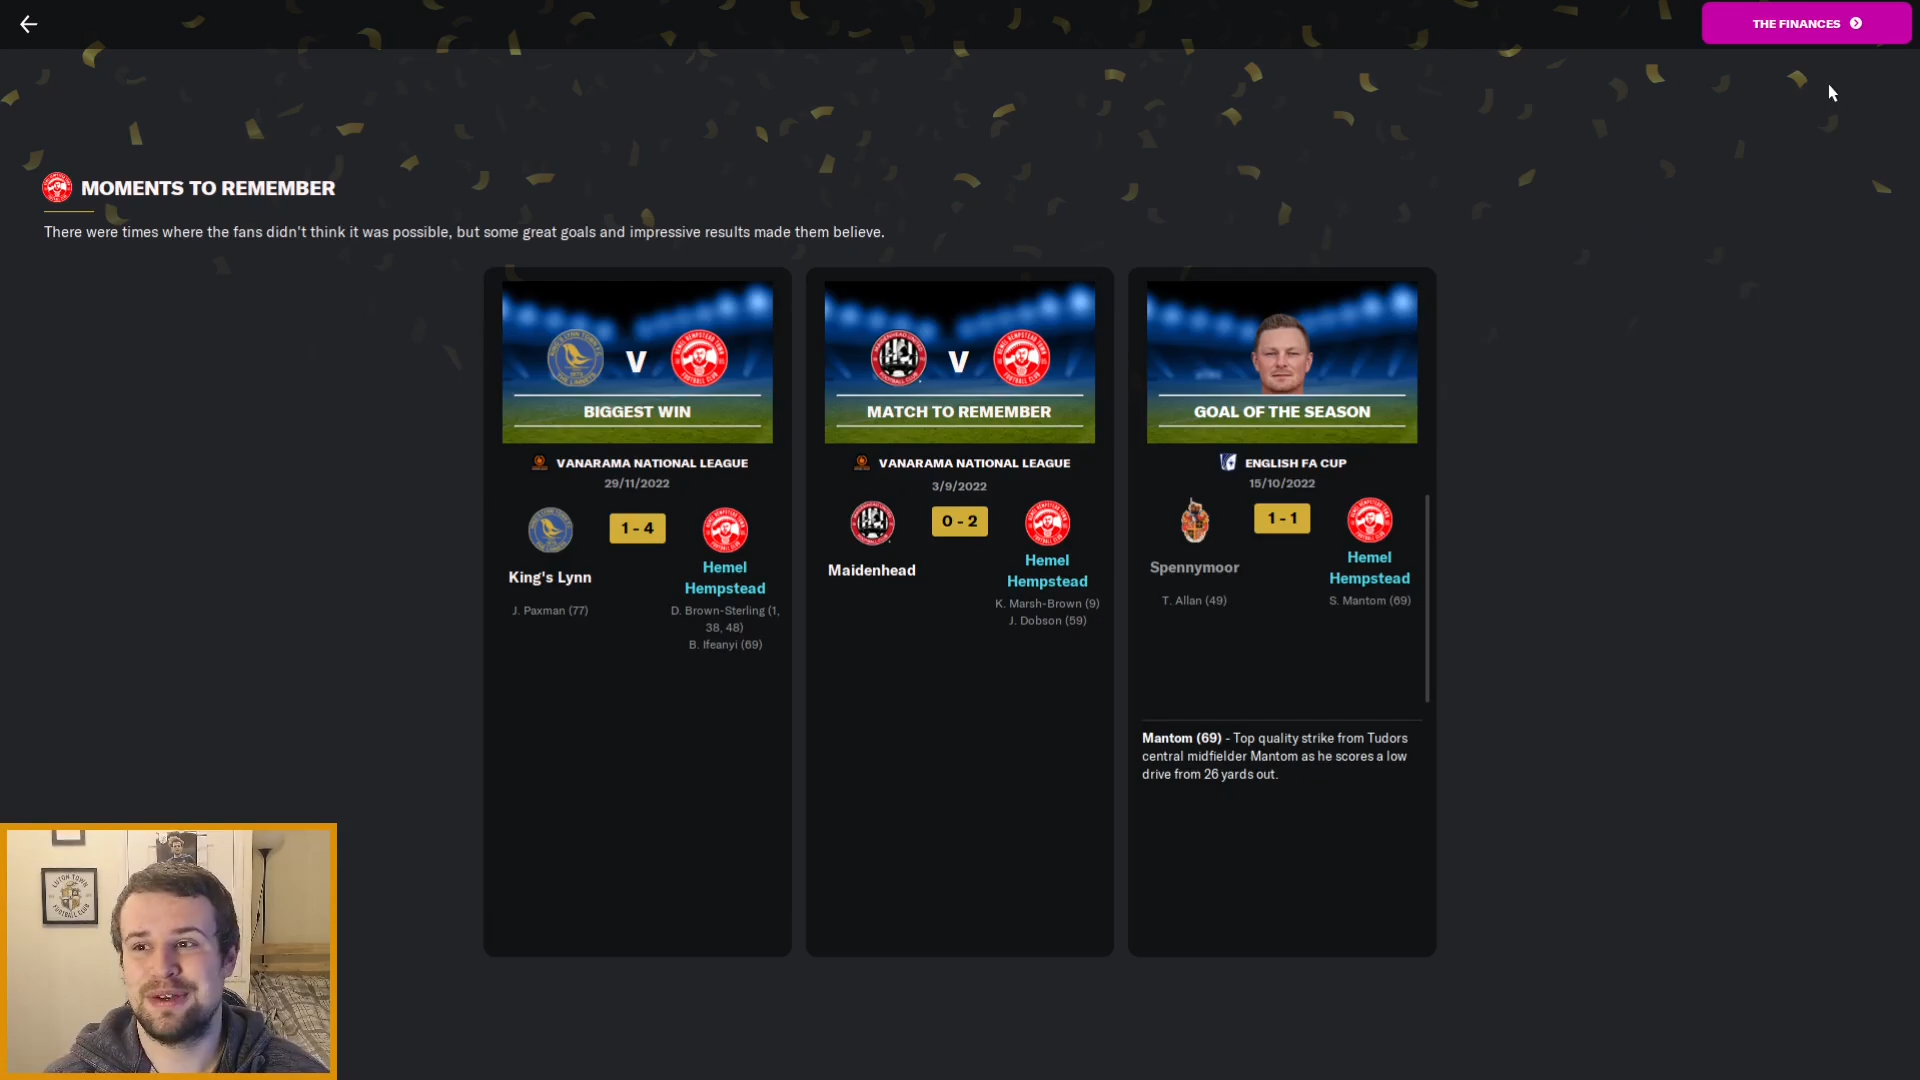 THE FINANCES
MOMENTS TO REMEMBER
There were times where the fans didn't think it was possible, but some great goals and impressive results made them believe.
V
BIGGEST WIN
VANARAMA NATIONAL LEAGUE
29/11/2022
1 - 4
King's Lynn
Hemel
Hempstead
J. Paxman (77)
D. Brown-Sterling (1,
38, 48)
B. Ifeanyi (69)
V
MATCH TO REMEMBER
VANARAMA NATIONAL LEAGUE
3/9/2022
0 - 2
Maidenhead
Hemel
Hempstead
K. Marsh-Brown (9)
J. Dobson (59)
GOAL OF THE SEASON
ENGLISH FA CUP
15/10/2022
1 - 1
Spennymoor
Hemel
Hempstead
T. Allan (49)
S. Mantom (69)
Mantom (69) - Top quality strike from Tudors
central midfielder Mantom as he scores a low
drive from 26 yards out.
LUTON TOWN
FOOTBALL CLUB